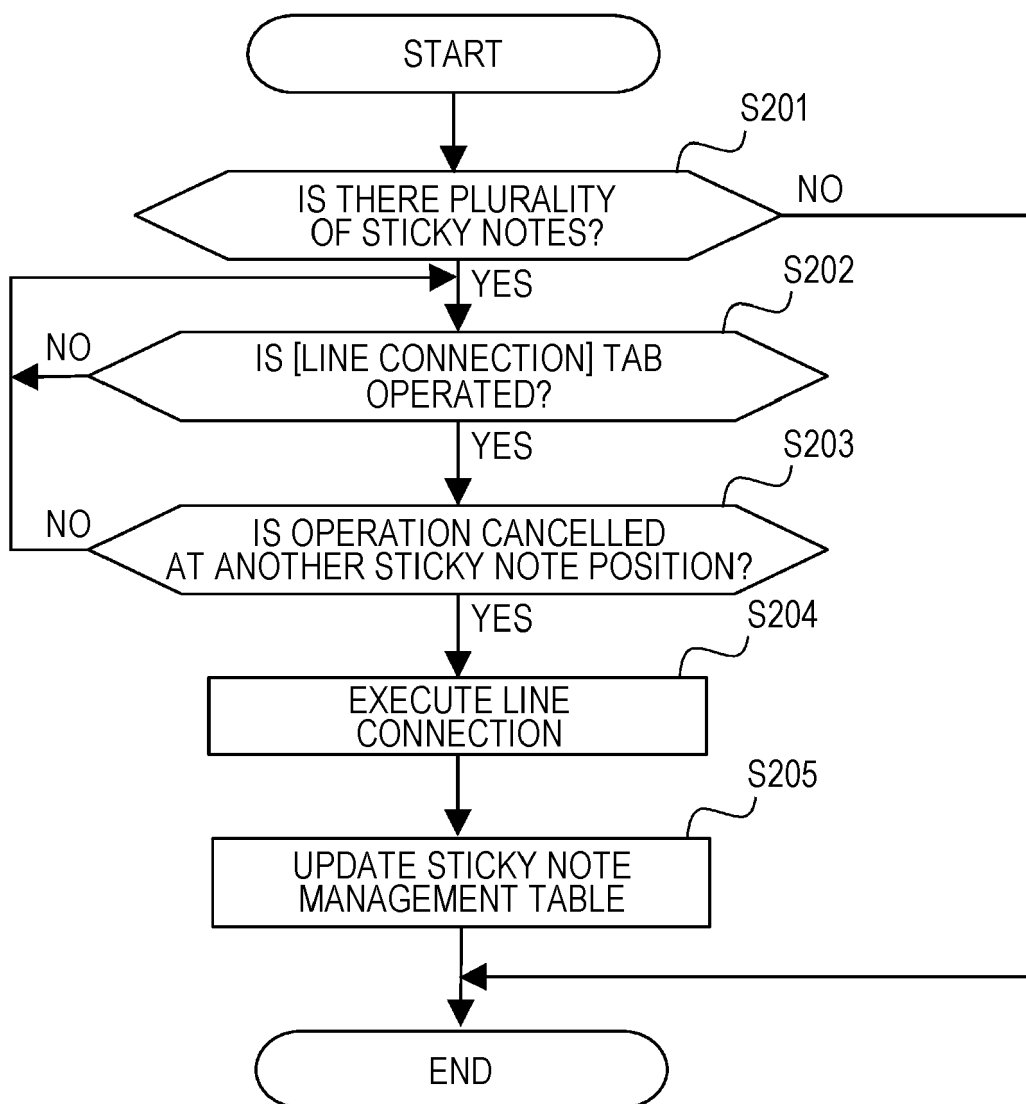 START
S201
IS THERE PLURALITY
OF STICKY NOTES?
NO
YES
S202
NO
IS [LINE CONNECTION] TAB
OPERATED?
YES
S203
NO
IS OPERATION CANCELLED
AT ANOTHER STICKY NOTE POSITION?
YES
S204
EXECUTE LINE
CONNECTION
S205
UPDATE STICKY NOTE
MANAGEMENT TABLE
END